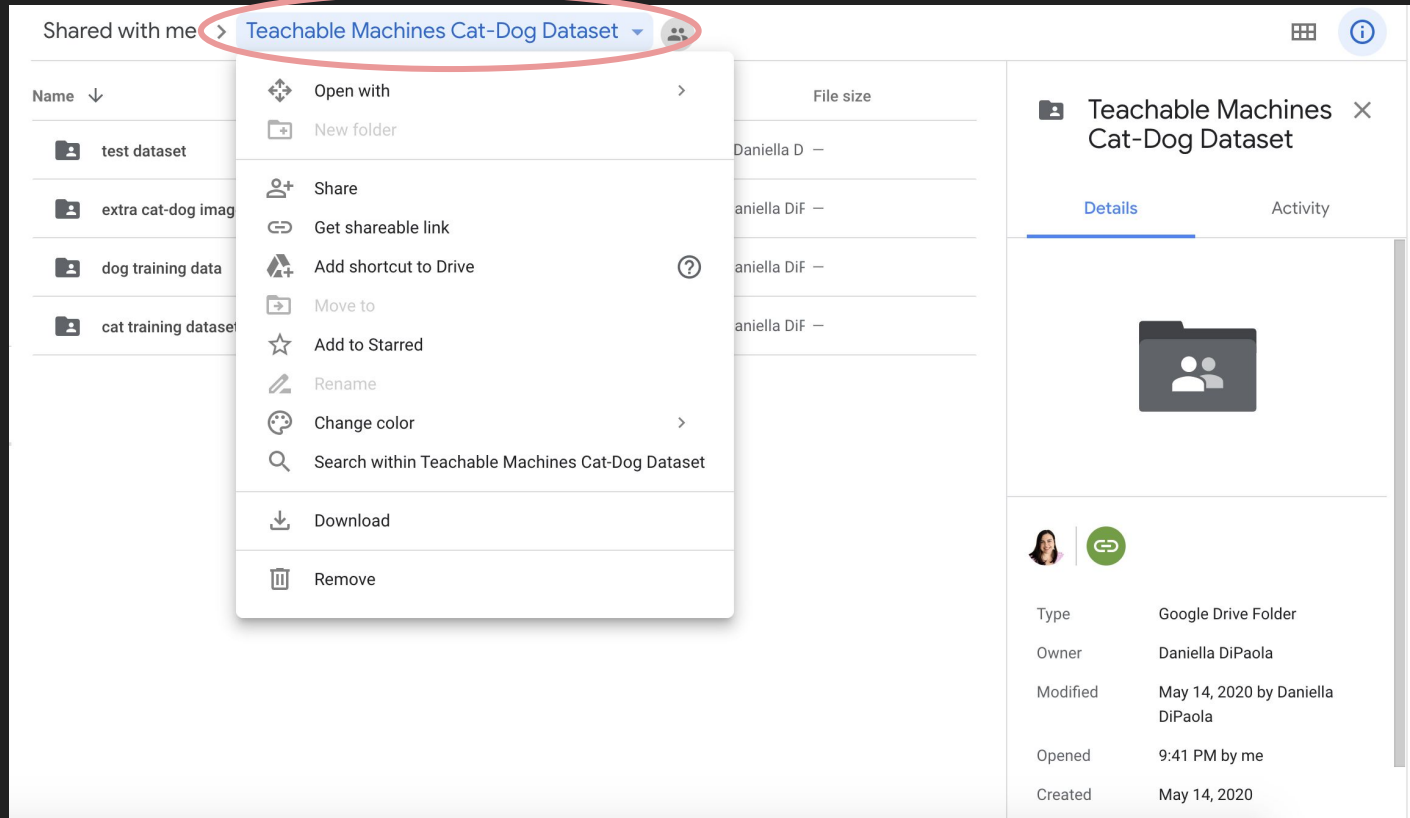 Shared with me > Teachable Machines Cat-Dog Dataset
Name File size
test dataset Daniella D —
extra cat-dog imag aniella DiF —
dog training data aniella DiF —
cat training dataset aniella DiF —
Open with
New folder
Share
Get shareable link
Add shortcut to Drive
Move to
Add to Starred
Rename
Change color
Search within Teachable Machines Cat-Dog Dataset
Download
Remove
Teachable Machines
Cat-Dog Dataset
Details Activity
Type Google Drive Folder
Owner Daniella DiPaola
Modified May 14, 2020 by Daniella
DiPaola
Opened 9:41 PM by me
Created May 14, 2020